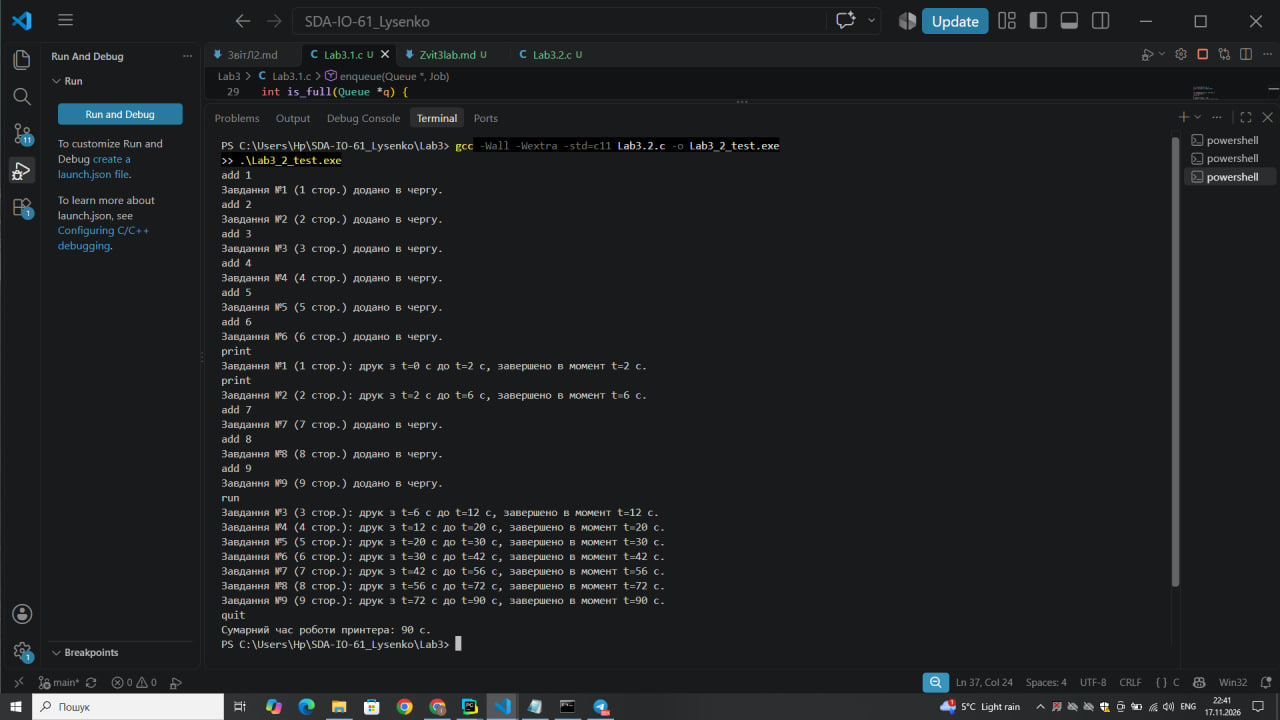 SDA-IO-61_Lysenko
Update
Run And Debug
ЗвітЛ2.md
Lab3.1.c U
Zvit3lab.md U
Lab3.2.c U
Run
Lab3 > C Lab3.1.c > enqueue(Queue *, Job)
29 int is_full(Queue *q) {
Run and Debug
To customize Run and
Debug create a
launch.json file.
To learn more about
launch.json, see
Configuring C/C++
debugging.
Problems Output Debug Console Terminal Ports
powershell
powershell
powershell
PS C:\Users\Hp\SDA-IO-61_Lysenko\Lab3> gcc -Wall -Wextra -std=c11 Lab3.2.c -o Lab3_2_test.exe
>> .\Lab3_2_test.exe
add 1
Завдання №1 (1 стор.) додано в чергу.
add 2
Завдання №2 (2 стор.) додано в чергу.
add 3
Завдання №3 (3 стор.) додано в чергу.
add 4
Завдання №4 (4 стор.) додано в чергу.
add 5
Завдання №5 (5 стор.) додано в чергу.
add 6
Завдання №6 (6 стор.) додано в чергу.
print
Завдання №1 (1 стор.): друк з t=0 с до t=2 с, завершено в момент t=2 с.
print
Завдання №2 (2 стор.): друк з t=2 с до t=6 с, завершено в момент t=6 с.
add 7
Завдання №7 (7 стор.) додано в чергу.
add 8
Завдання №8 (8 стор.) додано в чергу.
add 9
Завдання №9 (9 стор.) додано в чергу.
run
Завдання №3 (3 стор.): друк з t=6 с до t=12 с, завершено в момент t=12 с.
Завдання №4 (4 стор.): друк з t=12 с до t=20 с, завершено в момент t=20 с.
Завдання №5 (5 стор.): друк з t=20 с до t=30 с, завершено в момент t=30 с.
Завдання №6 (6 стор.): друк з t=30 с до t=42 с, завершено в момент t=42 с.
Завдання №7 (7 стор.): друк з t=42 с до t=56 с, завершено в момент t=56 с.
Завдання №8 (8 стор.): друк з t=56 с до t=72 с, завершено в момент t=72 с.
Завдання №9 (9 стор.): друк з t=72 с до t=90 с, завершено в момент t=90 с.
quit
Сумарний час роботи принтера: 90 с.
PS C:\Users\Hp\SDA-IO-61_Lysenko\Lab3>
11
1
1
Breakpoints
main* 0 0
Ln 37, Col 24 Spaces: 4 UTF-8 CRLF { } C Win32
Пошук
5°C Light rain
ENG
22:41
17.11.2026